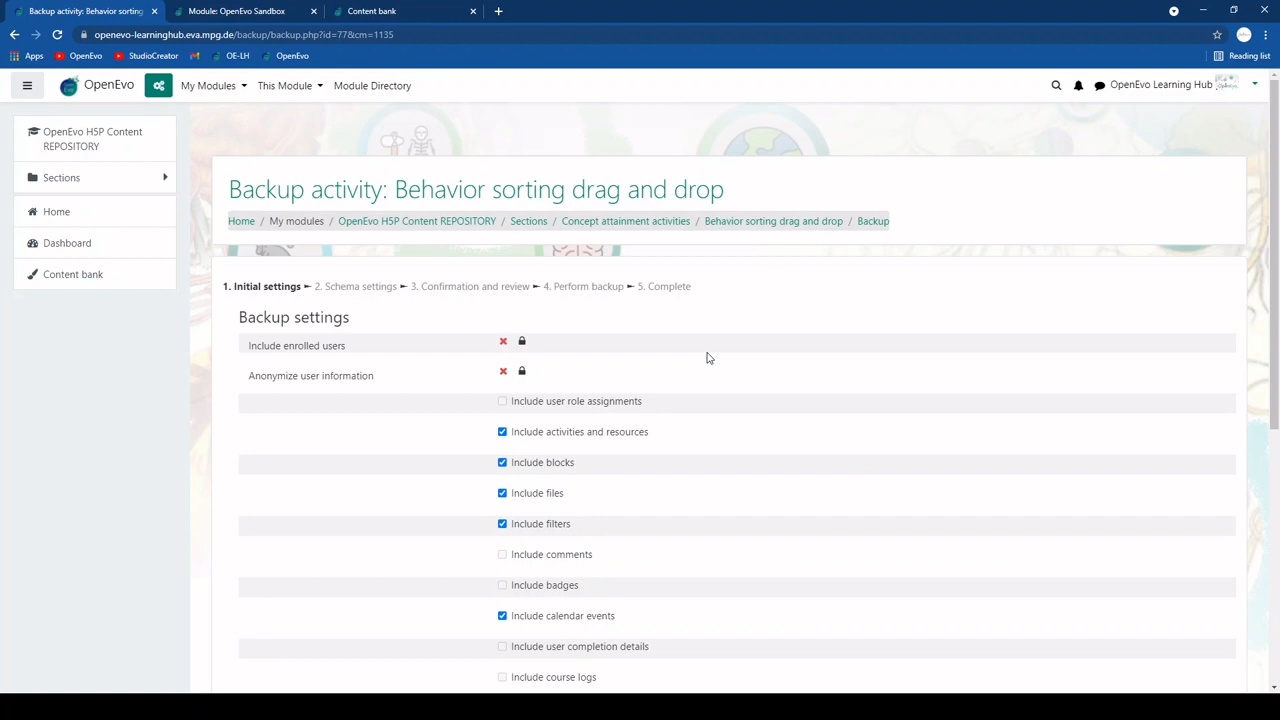 Backup activity: Behavior sorting
Module: OpenEvo Sandbox
Content bank
openevo-learninghub.eva.mpg.de/backup/backup.php?id=77&cm=1135
Apps
OpenEvo
StudioCreator
OE-LH
OpenEvo
Reading list
OpenEvo
My Modules
This Module
Module Directory
OpenEvo Learning Hub
OpenEvo H5P Content
REPOSITORY
Sections
Home
Dashboard
Content bank
Backup activity: Behavior sorting drag and drop
Home / My modules / OpenEvo H5P Content REPOSITORY / Sections / Concept attainment activities / Behavior sorting drag and drop / Backup
1. Initial settings ► 2. Schema settings ► 3. Confirmation and review ► 4. Perform backup ► 5. Complete
Backup settings
Include enrolled users
Anonymize user information
Include user role assignments
Include activities and resources
Include blocks
Include files
Include filters
Include comments
Include badges
Include calendar events
Include user completion details
Include course logs